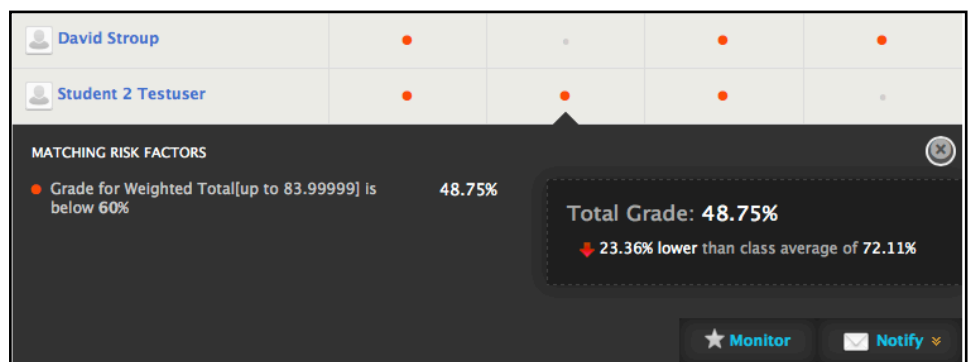 David Stroup
Student 2 Testuser
MATCHING RISK FACTORS
Grade for Weighted Total[up to 83.99999] is
below 60%
48.75%
Total Grade: 48.75%
23.36% lower than class average of 72.11%
Monitor
Notify